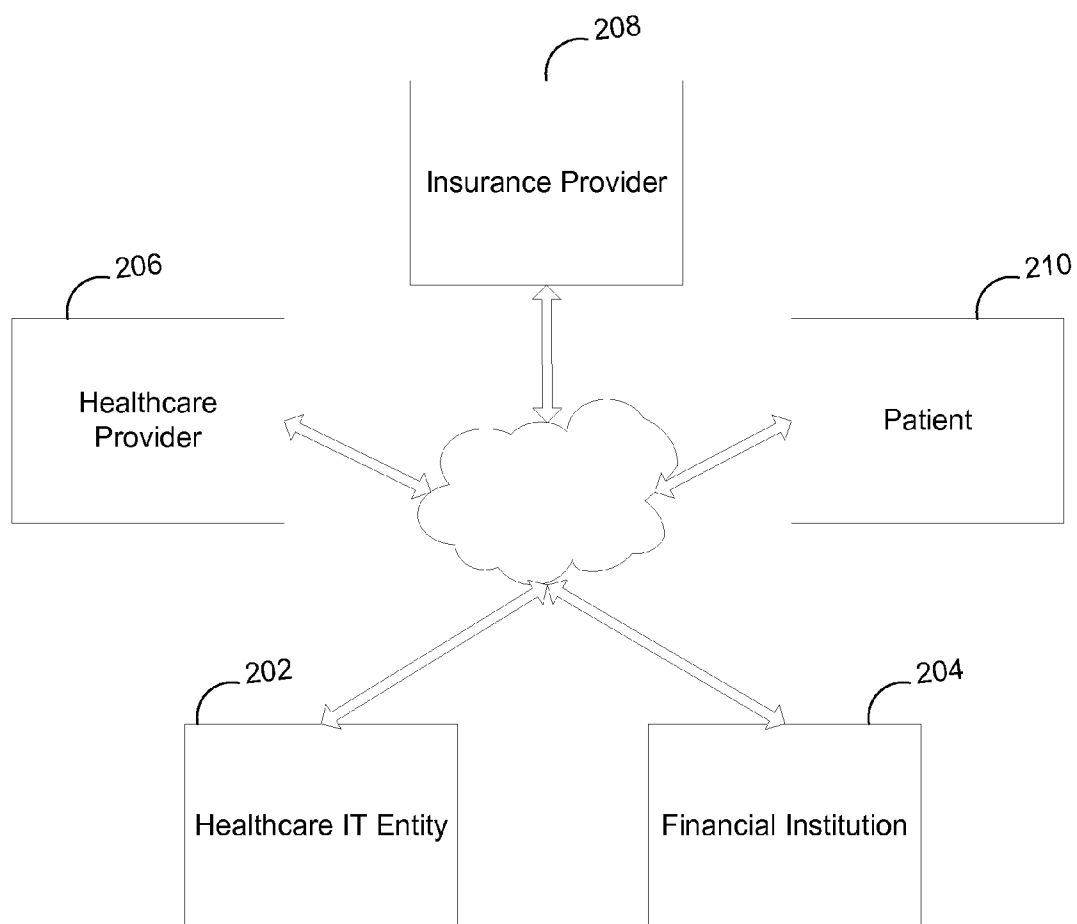 208
Insurance Provider
206
210
Healthcare
Provider
Patient
202
204
Healthcare IT Entity
Financial Institution